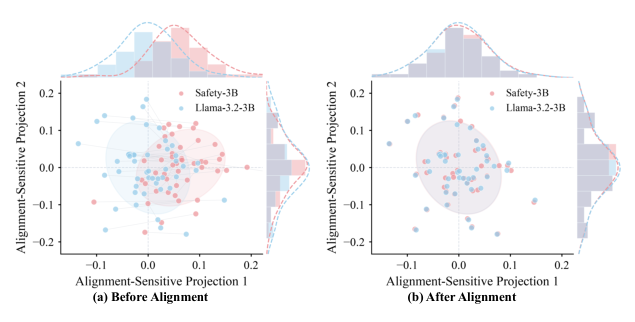 Alignment-Sensitive Projection 2
0.2
0.1
0.0
−0.1
−0.2
Safety-3B
Llama-3.2-3B
−0.1
0.0
0.1
0.2
Alignment-Sensitive Projection 1
(a) Before Alignment
Alignment-Sensitive Projection 2
0.2
0.1
0.0
−0.1
−0.2
Safety-3B
Llama-3.2-3B
−0.1
0.0
0.1
0.2
Alignment-Sensitive Projection 1
(b) After Alignment